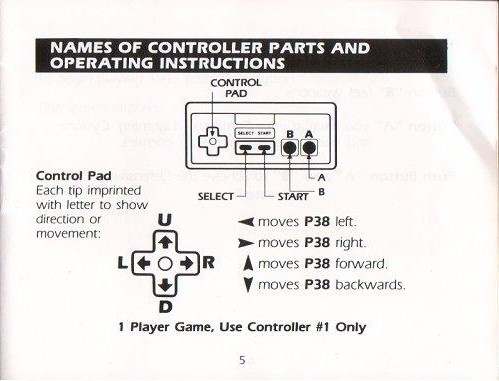 NAMES OF CONTROLLER PARTS AND
OPERATING INSTRUCTIONS
CONTROL
PAD
SELECT START
B A
A
B
SELECT
START
Control Pad
Each tip imprinted
with letter to show
direction or
movement:
U
L
R
D
moves P38 left.
moves P38 right.
moves P38 forward.
moves P38 backwards.
1 Player Game, Use Controller #1 Only
5